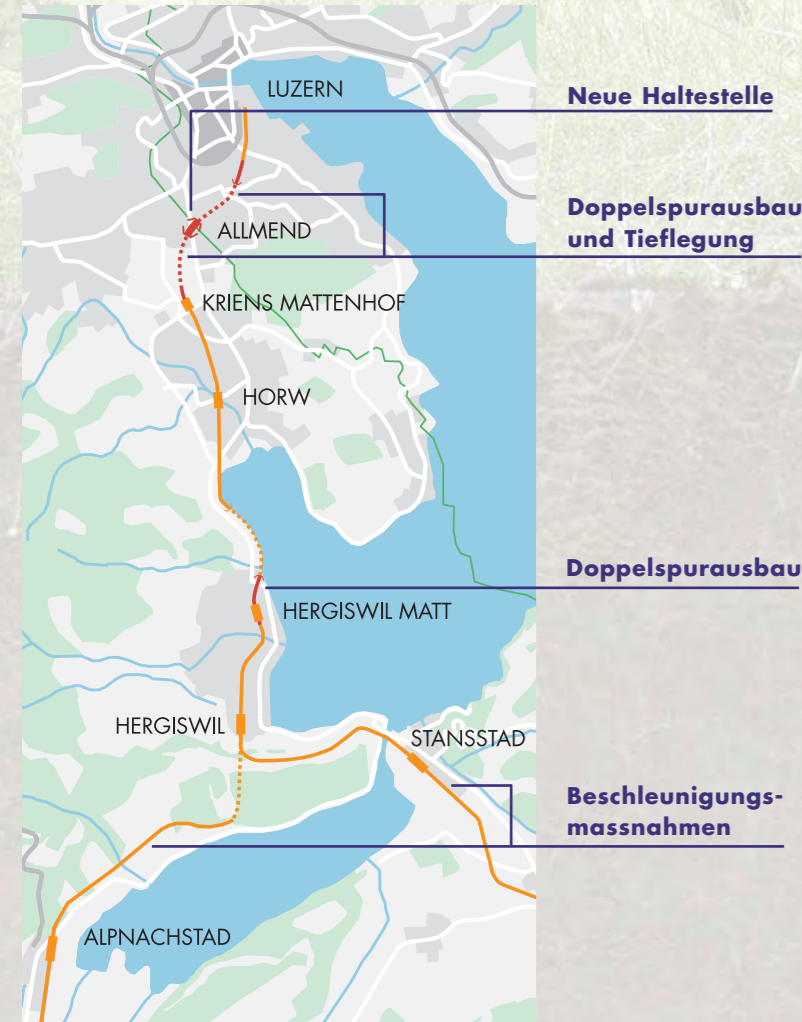 LUZERN
Neue Haltestelle
Doppelspurausbau
und Tieflegung
ALLMEND
KRIENS MATTENHOF
HORW
Doppelspurausbau
HERGISWIL MATT
HERGISWIL
STANSSTAD
Beschleunigungs-
massnahmen
ALPNACHSTAD